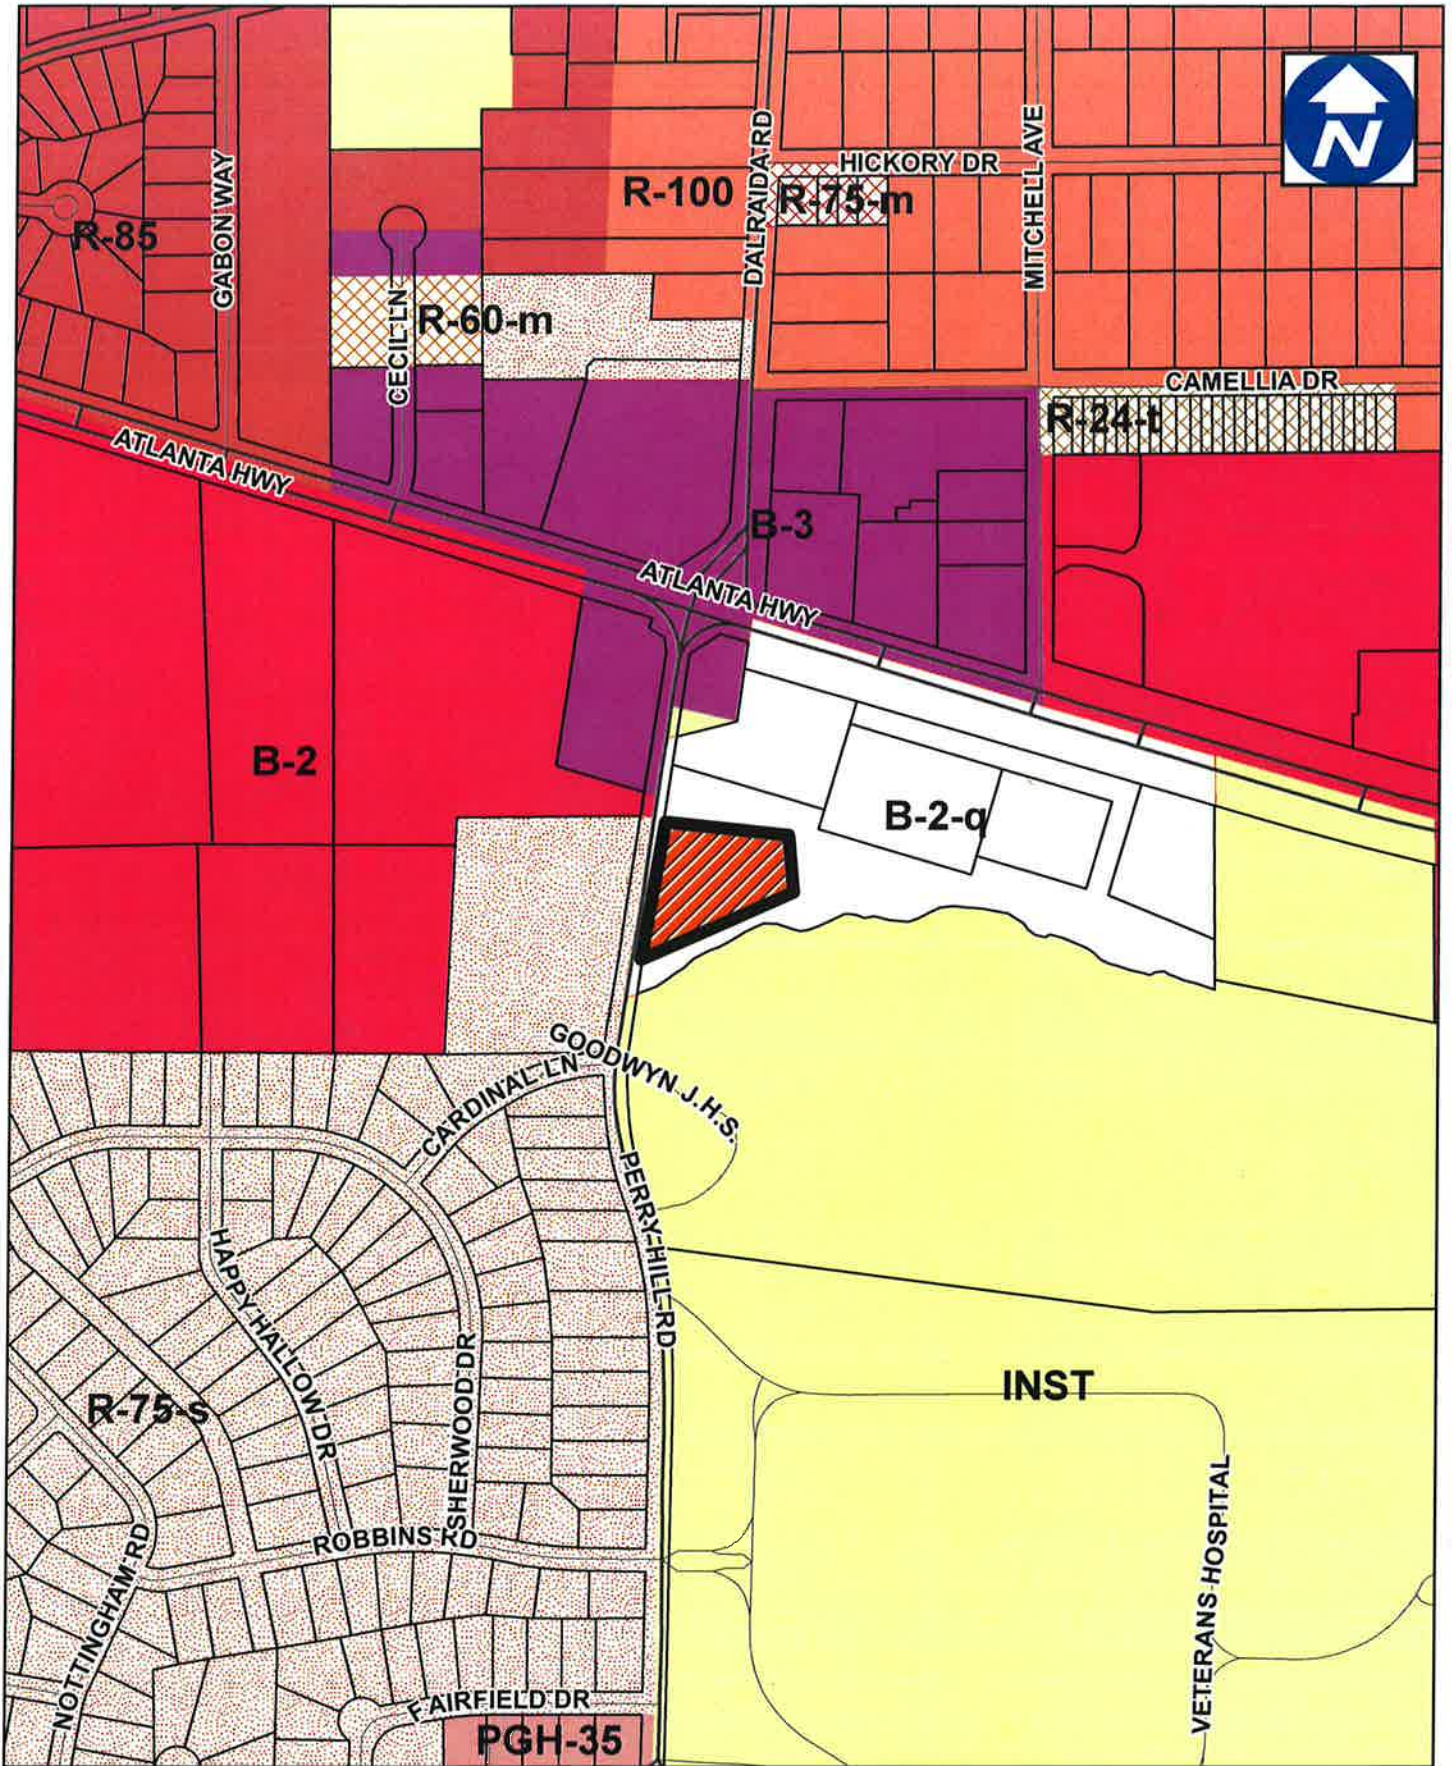 N
HICKORY DR
R-100
R-75-m
DALRAIDA RD
MITCHELL AVE
GABON WAY
R-85
CECIL LN
R-60-m
CAMELLIA DR
R-24-t
ATLANTA HWY
B-3
ATLANTA HWY
B-2
B-2-q
GOODWYN J.H.S.
CARDINAL LN
PERRY HILL RD
HAPPY HALLOW DR
SHERWOOD DR
INST
R-75-s
ROBBINS RD
NOTTINGHAM RD
VETERANS HOSPITAL
FAIRFIELD DR
PGH-35